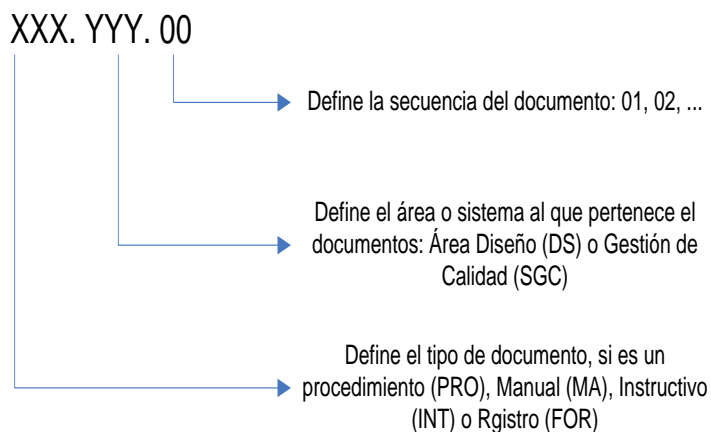 XXX. YYY. 00
Define la secuencia del documento: 01, 02, ...
Define el área o sistema al que pertenece el
documentos: Área Diseño (DS) o Gestión de
Calidad (SGC)
Define el tipo de documento, si es un
procedimiento (PRO), Manual (MA), Instructivo
(INT) o Rgistro (FOR)